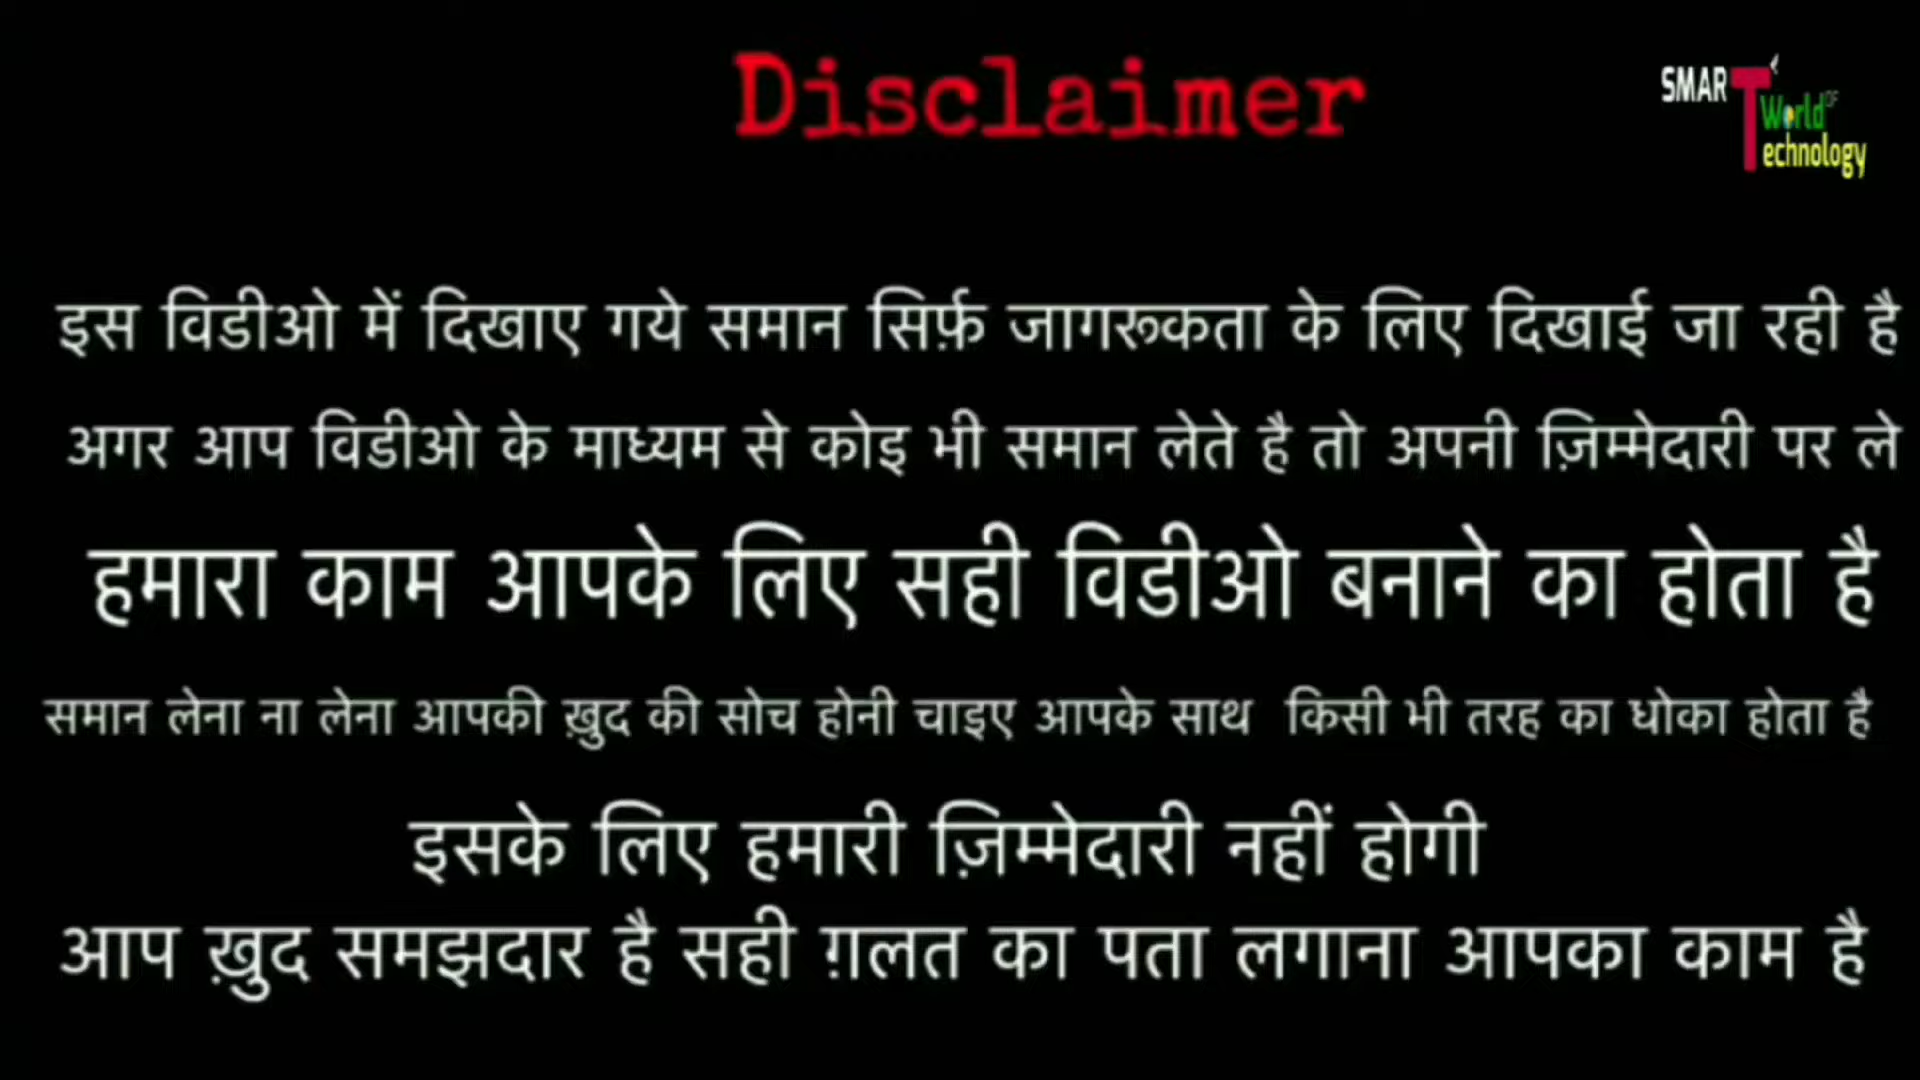 Disclaimer
SMART World OF Technology
इस विडीओ में दिखाए गये समान सिर्फ़ जागरूकता के लिए दिखाई जा रही है
अगर आप विडीओ के माध्यम से कोइ भी समान लेते है तो अपनी ज़िम्मेदारी पर ले
हमारा काम आपके लिए सही विडीओ बनाने का होता है
समान लेना ना लेना आपकी ख़ुद की सोच होनी चाइए आपके साथ किसी भी तरह का धोका होता है
इसके लिए हमारी ज़िम्मेदारी नहीं होगी
आप ख़ुद समझदार है सही ग़लत का पता लगाना आपका काम है